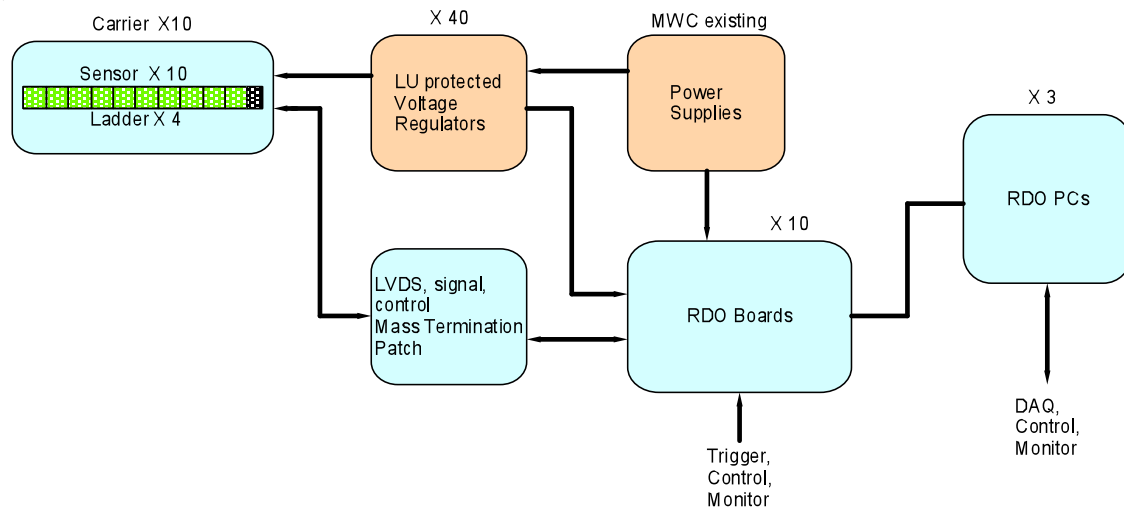 Carrier X10
Sensor X 10
Ladder X 4
X 40
LU protected
Voltage
Regulators
MWC existing
Power
Supplies
X 3
RDO PCs
LVDS, signal,
control
Mass Termination
Patch
X 10
RDO Boards
Trigger,
Control,
Monitor
DAQ,
Control,
Monitor